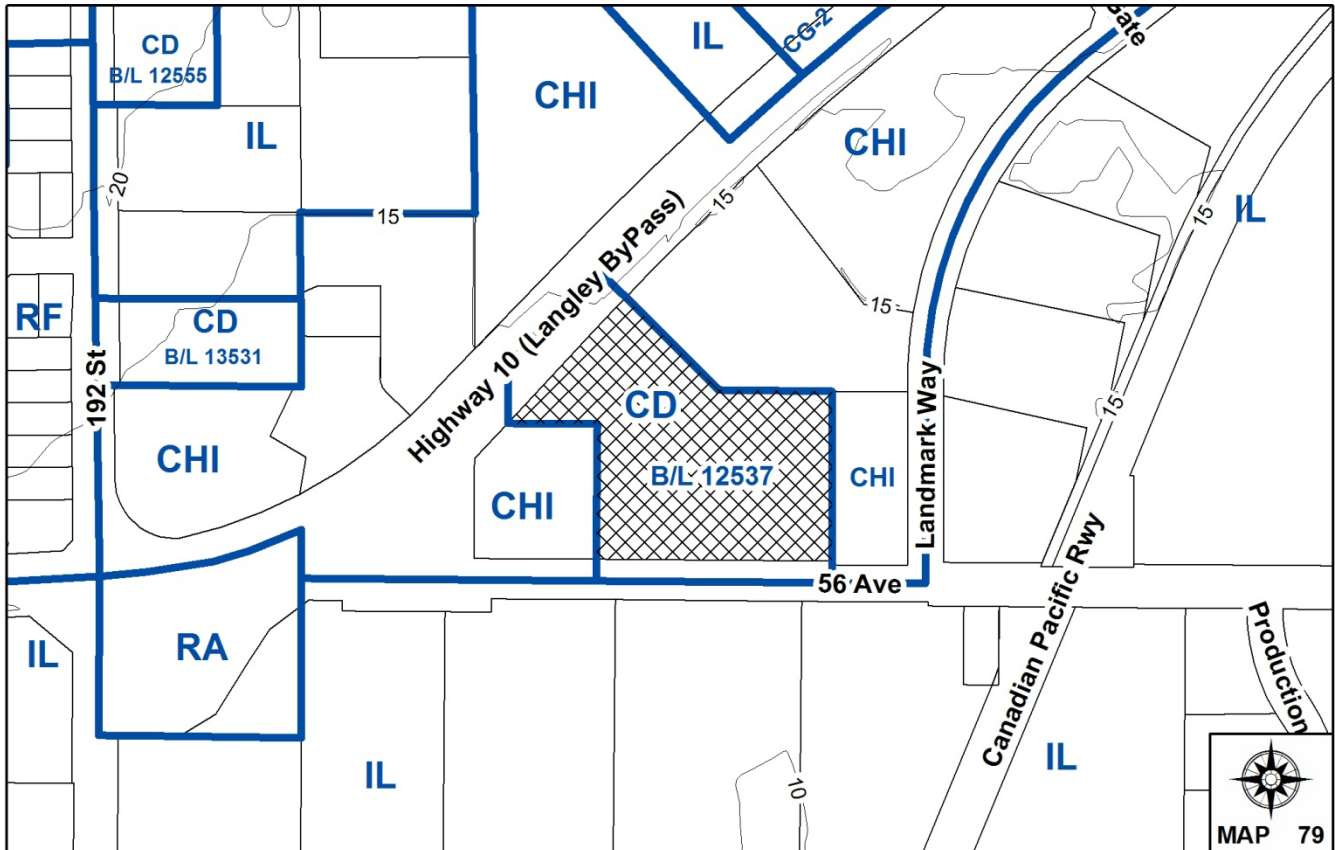 Gate
CD
B/L 12555
IL
CG-2
CHI
IL
CHI
20
15
15
15
IL
15
Highway 10 (Langley ByPass)
RF
CD
B/L 13531
192 St
CD
B/L 12537
CHI
CHI
CHI
Landmark Way
15
56 Ave
Canadian Pacific Rwy
Production
IL
RA
IL
10
IL
MAP 79